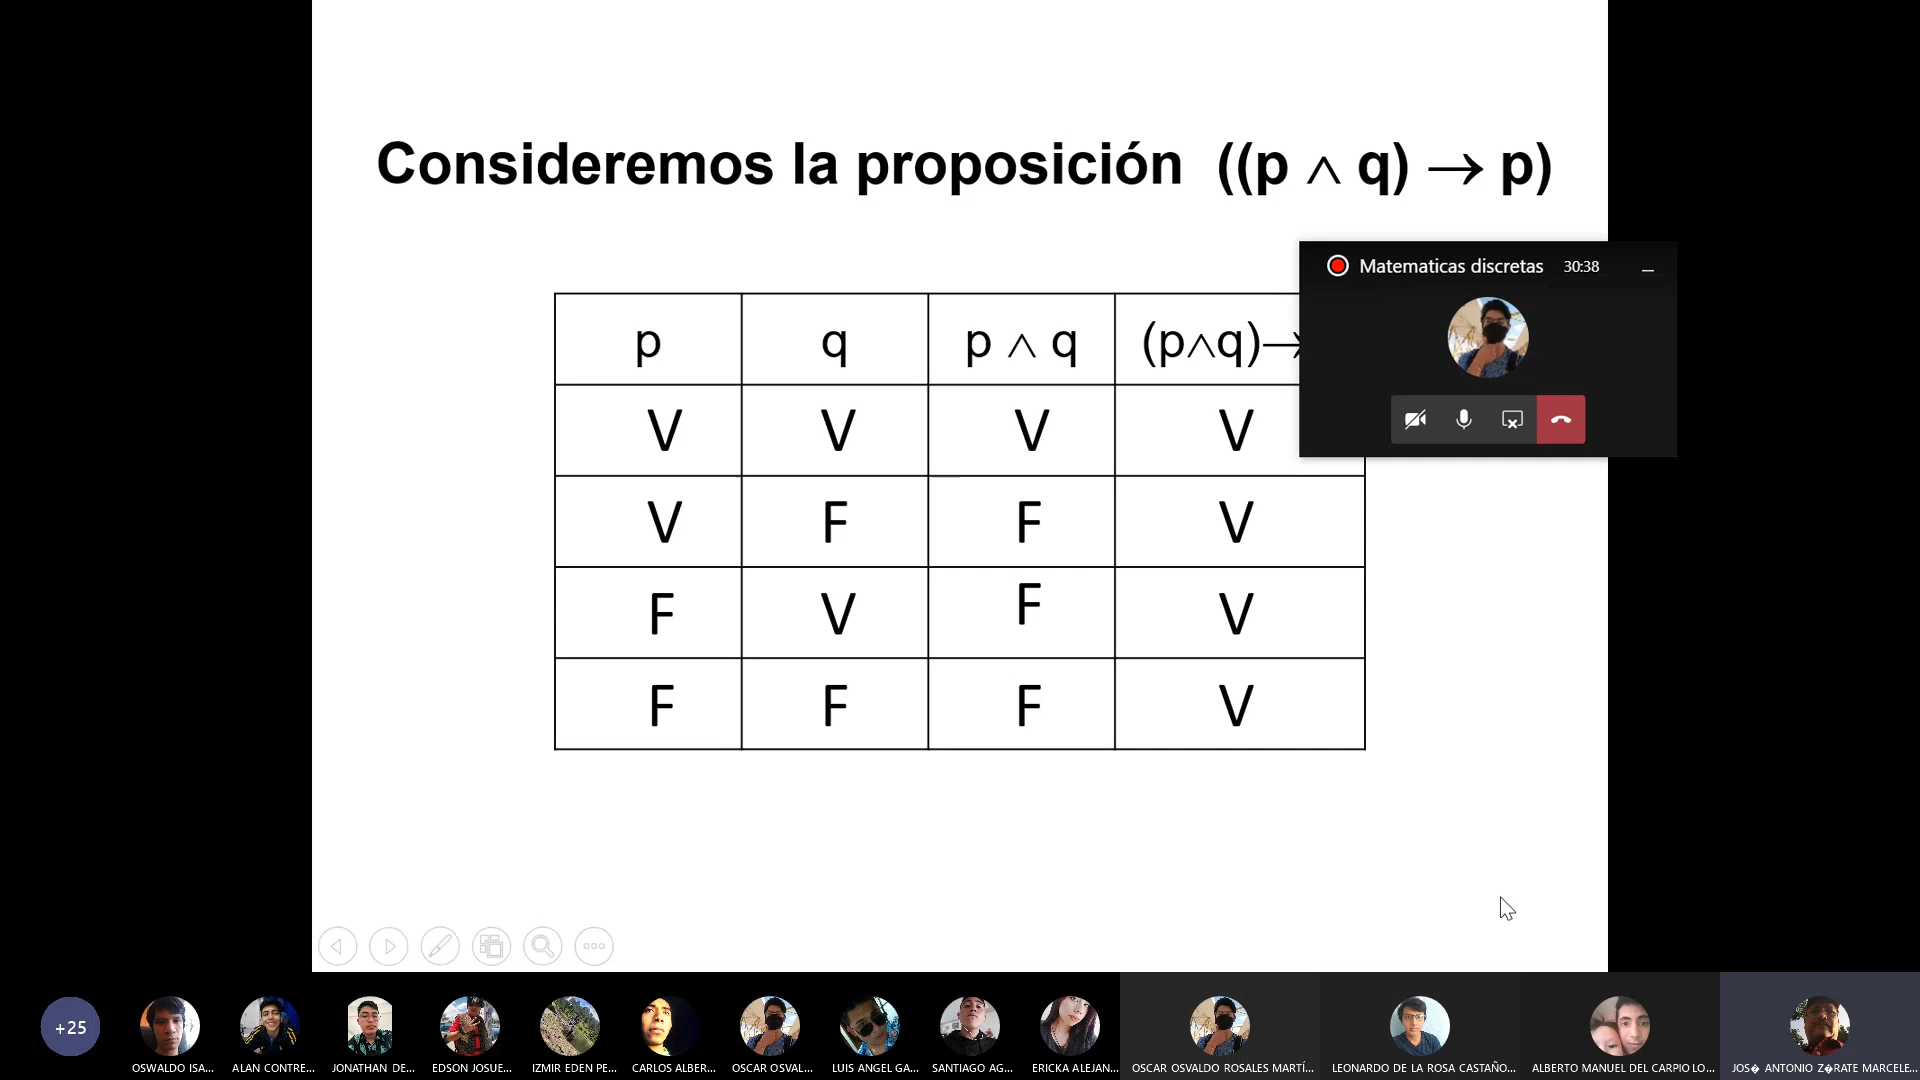 Consideremos la proposición ((p ∧ q) → p)
Matematicas discretas 30:38
p q p ∧ q (p∧q)→
V V V V
V F F V
F V F V
F F F V
+25
OSWALDO ISA... ALAN CONTRE... JONATHAN DE... EDSON JOSUE... IZMIR EDEN PE... CARLOS ALBER... OSCAR OSVAL... LUIS ANGEL GA... SANTIAGO AG... ERICKA ALEJAN... OSCAR OSVALDO ROSALES MARTÍ... LEONARDO DE LA ROSA CASTAÑO... ALBERTO MANUEL DEL CARPIO LO... JOS� ANTONIO Z�RATE MARCELE...